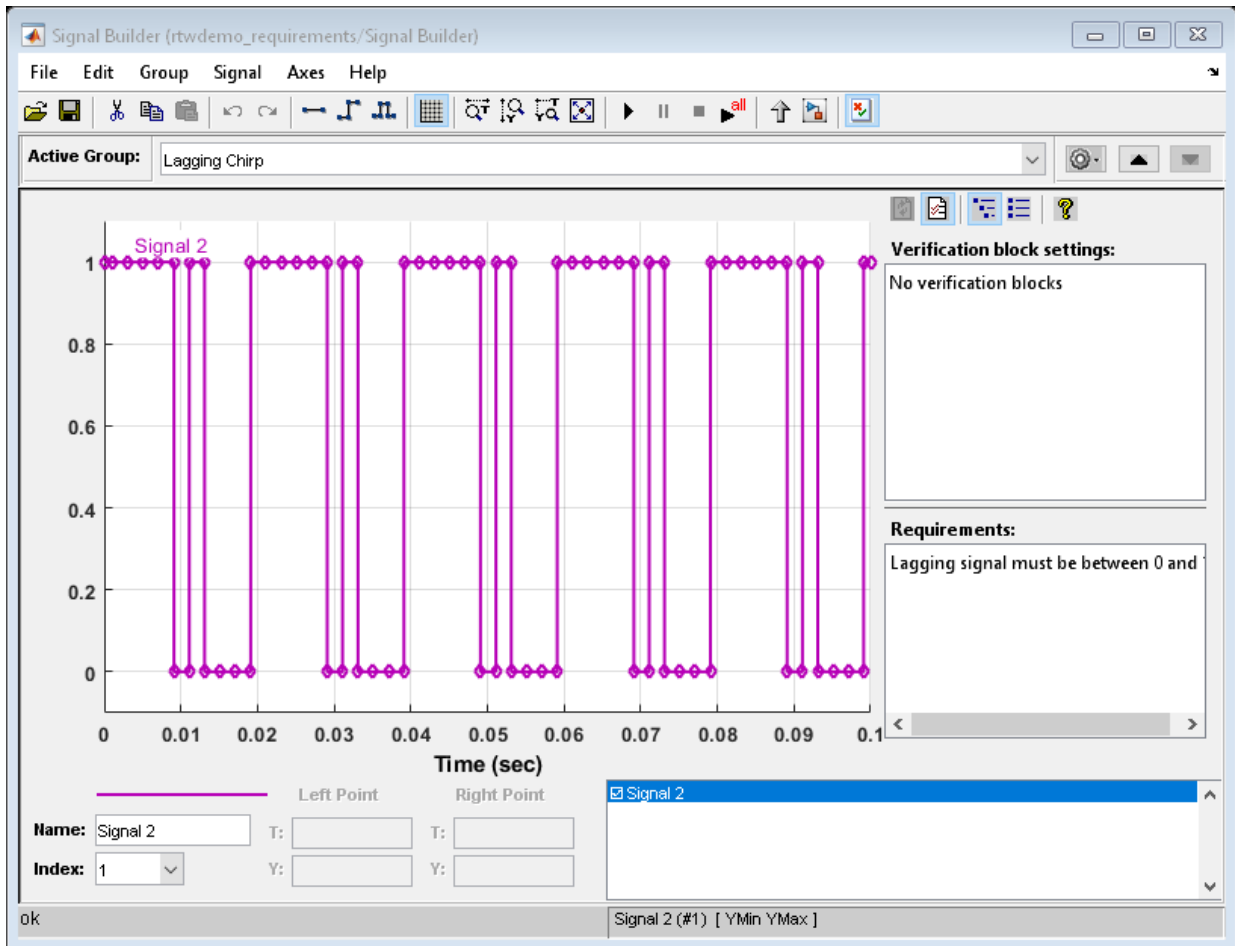 Signal Builder (rtwdemo_requirements/Signal Builder)
File Edit Group Signal Axes Help
all
Active Group: Lagging Chirp
Signal 2
1
0.8
0.6
0.4
0.2
0
0 0.01 0.02 0.03 0.04 0.05 0.06 0.07 0.08 0.09 0.1
Time (sec)
Verification block settings:
No verification blocks
Requirements:
Lagging signal must be between 0 and
Left Point Right Point
Name: Signal 2 T: T:
Index: 1 Y: Y:
Signal 2
ok
Signal 2 (#1) [ YMin YMax ]